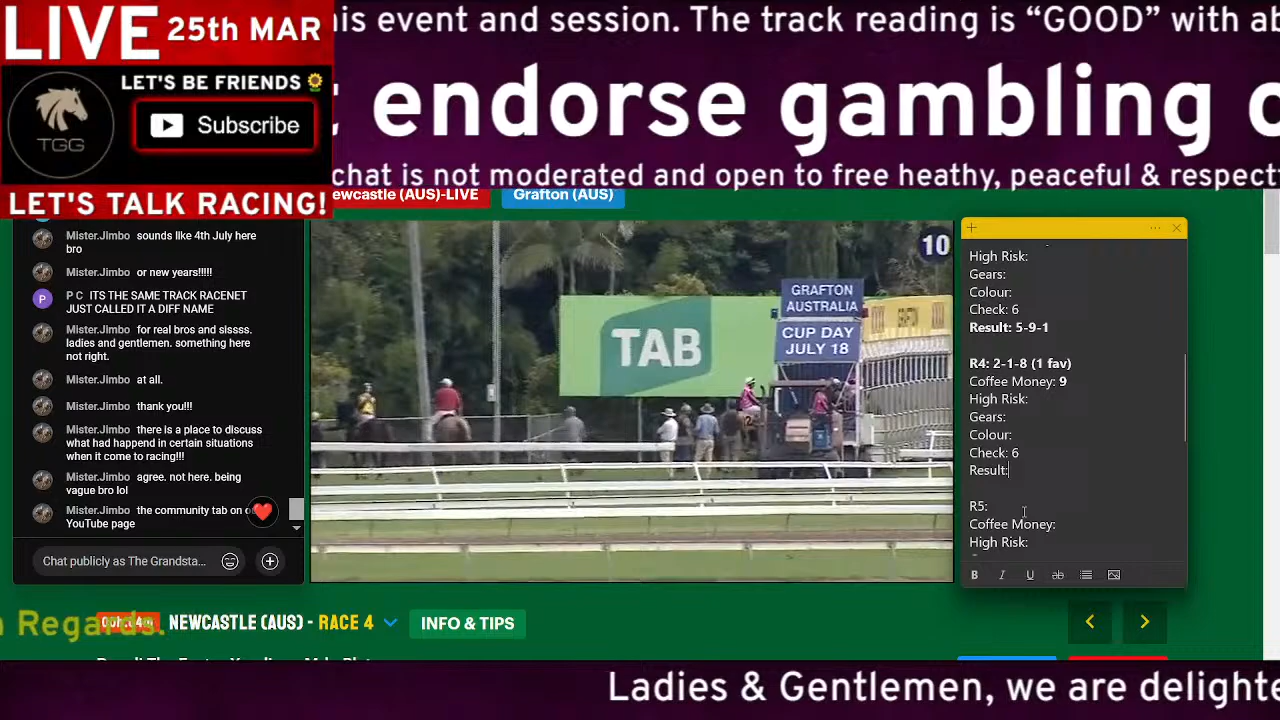 LIVE 25th MAR
is event and session. The track reading is “GOOD” with ab
LET'S BE FRIENDS🌻
TGG
Subscribe
endorse gambling o
chat is not moderated and open to free heathy, peaceful & respect
LET'S TALK RACING!
ewcastle (AUS)-LIVE
Grafton (AUS)
Mister.Jimbo sounds like 4th July here
bro
Mister.Jimbo or new years!!!!!
P
P C ITS THE SAME TRACK RACENET
JUST CALLED IT A DIFF NAME
Mister.Jimbo for real bros and sissss.
ladies and gentlemen. something here
not right.
Mister.Jimbo at all.
Mister.Jimbo thank you!!!
Mister.Jimbo there is a place to discuss
what had happend in certain situations
when it come to racing!!!
Mister.Jimbo agree. not here. being
vague bro lol
Mister.Jimbo the community tab on
YouTube page
Chat publicly as The Grandsta...
10
GRAFTON
AUSTRALIA
CUP DAY
JULY 18
TAB
High Risk:
Gears:
Colour:
Check: 6
Result: 5-9-1
R4: 2-1-8 (1 fav)
Coffee Money: 9
High Risk:
Gears:
Colour:
Check: 6
Result:
R5:
Coffee Money:
High Risk:
B I U ab
Regards.
NEWCASTLE (AUS) - RACE 4
INFO & TIPS
Ladies & Gentlemen, we are delighte